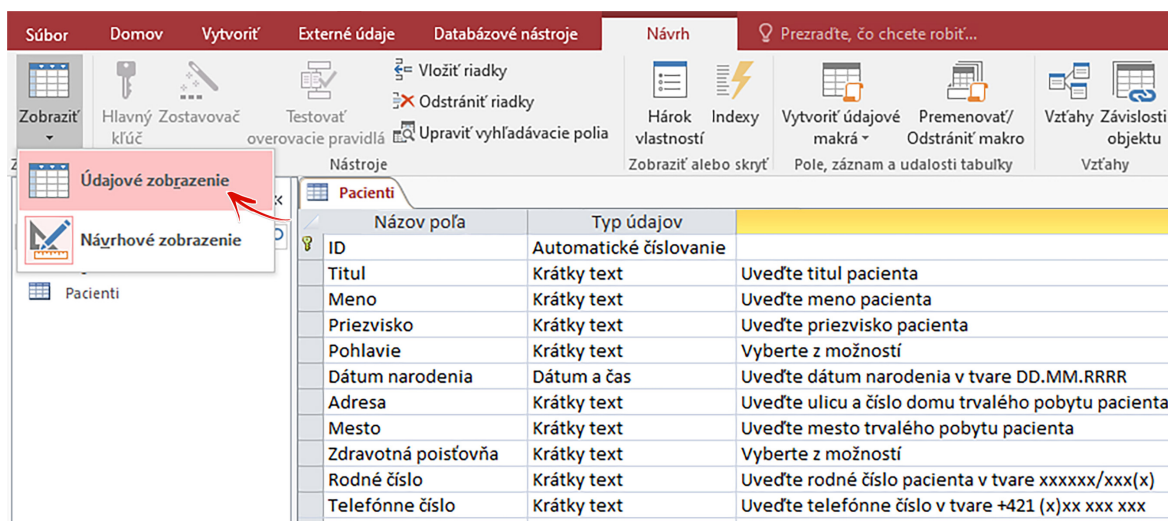 Súbor Domov Vytvoriť Externé údaje Databázové nástroje Návrh Prezraďte, čo chcete robiť...
Zobraziť
Hlavný kľúč
Zostavovač
Testovať overovacie pravidlá
Vložiť riadky
Odstrániť riadky
Upraviť vyhľadávacie polia
Hárok vlastností
Indexy
Vytvoriť údajové makrá
Premenovať/ Odstrániť makro
Vzťahy
Závislosti objektu
Nástroje
Zobraziť alebo skryť
Pole, záznam a udalosti tabuľky
Vzťahy
Údajové zobrazenie
Návrhové zobrazenie
Pacienti
Pacienti
Názov poľa Typ údajov
ID Automatické číslovanie
Titul Krátky text Uveďte titul pacienta
Meno Krátky text Uveďte meno pacienta
Priezvisko Krátky text Uveďte priezvisko pacienta
Pohlavie Krátky text Vyberte z možností
Dátum narodenia Dátum a čas Uveďte dátum narodenia v tvare DD.MM.RRRR
Adresa Krátky text Uveďte ulicu a číslo domu trvalého pobytu pacienta
Mesto Krátky text Uveďte mesto trvalého pobytu pacienta
Zdravotná poisťovňa Krátky text Vyberte z možností
Rodné číslo Krátky text Uveďte rodné číslo pacienta v tvare xxxxxx/xxx(x)
Telefónne číslo Krátky text Uveďte telefónne číslo v tvare +421 (x)xx xxx xxx